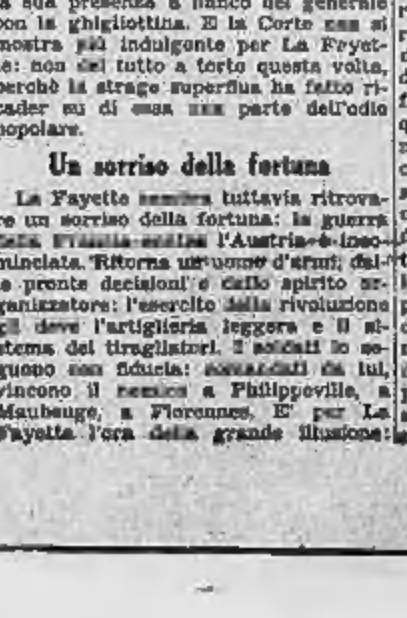 sua presenza a fianco del generale
con la ghigliottina. E la Corte non si
mostra più indulgente per La Fayet-
te: non del tutto a torto questa volta,
perchè la strage superflua ha fatto ri-
cader su di essa una parte dell'odio
popolare.
Un sorriso della fortuna
La Fayette sembra tuttavia ritrova-
re un sorriso della fortuna: la guerra
l'Austria è inco-
minciata. Ritorna un uomo d'armi, dal-
le pronte decisioni e dallo spirito or-
ganizzatore: l'esercito della rivoluzione
gli deve l'artiglieria leggera e il si-
stema dei tiragliatori. I soldati lo se-
guono con fiducia: comandati da lui,
vincono il nemico a Philippeville, a
Maubeuge, a Florennes. E' per La
Fayette l'ora della grande illusione: